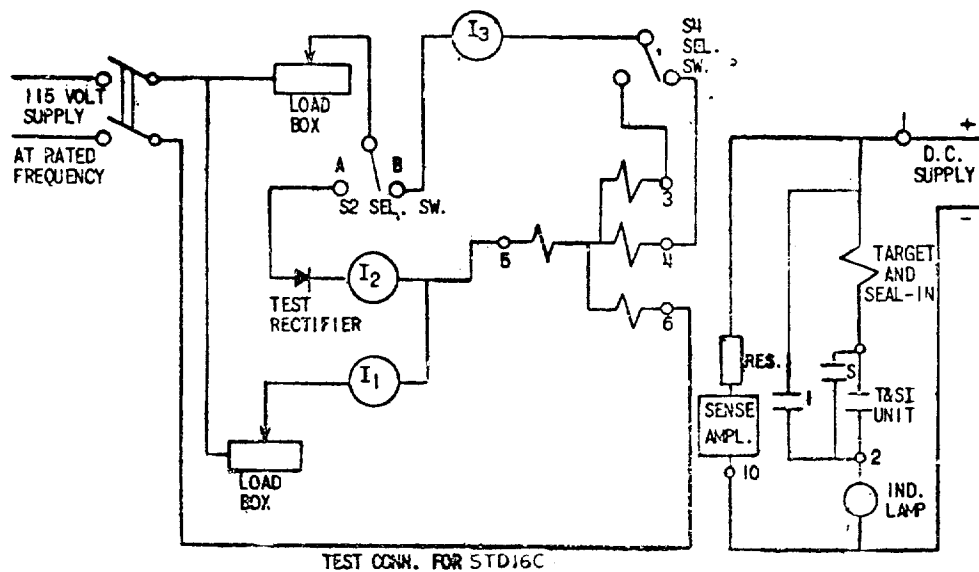 115 VOLT
SUPPLY
AT RATED
FREQUENCY
LOAD
BOX
A
B
S2 SEL. SW.
I3
S4
SEL.
SW.
3
4
5
6
I2
TEST
RECTIFIER
I1
LOAD
BOX
+
D.C.
SUPPLY
-
TARGET
AND
SEAL-IN
RES.
SENSE
AMPL.
10
I
S
T&SI
UNIT
2
IND.
LAMP
TEST CONN. FOR STD16C